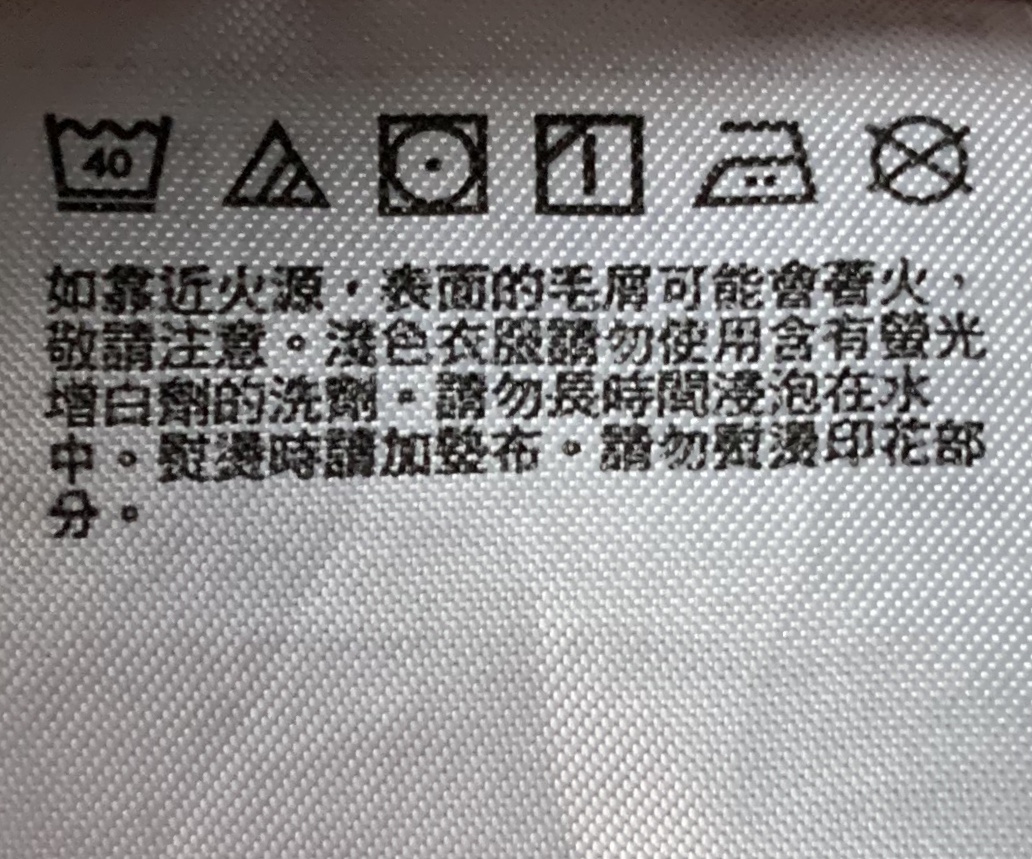 40
如靠近火源，表面的毛屑可能會著火，
敬請注意。淺色衣服請勿使用含有螢光
增白劑的洗劑。請勿長時間浸泡在水
中。熨燙時請加墊布。請勿熨燙印花部
分。